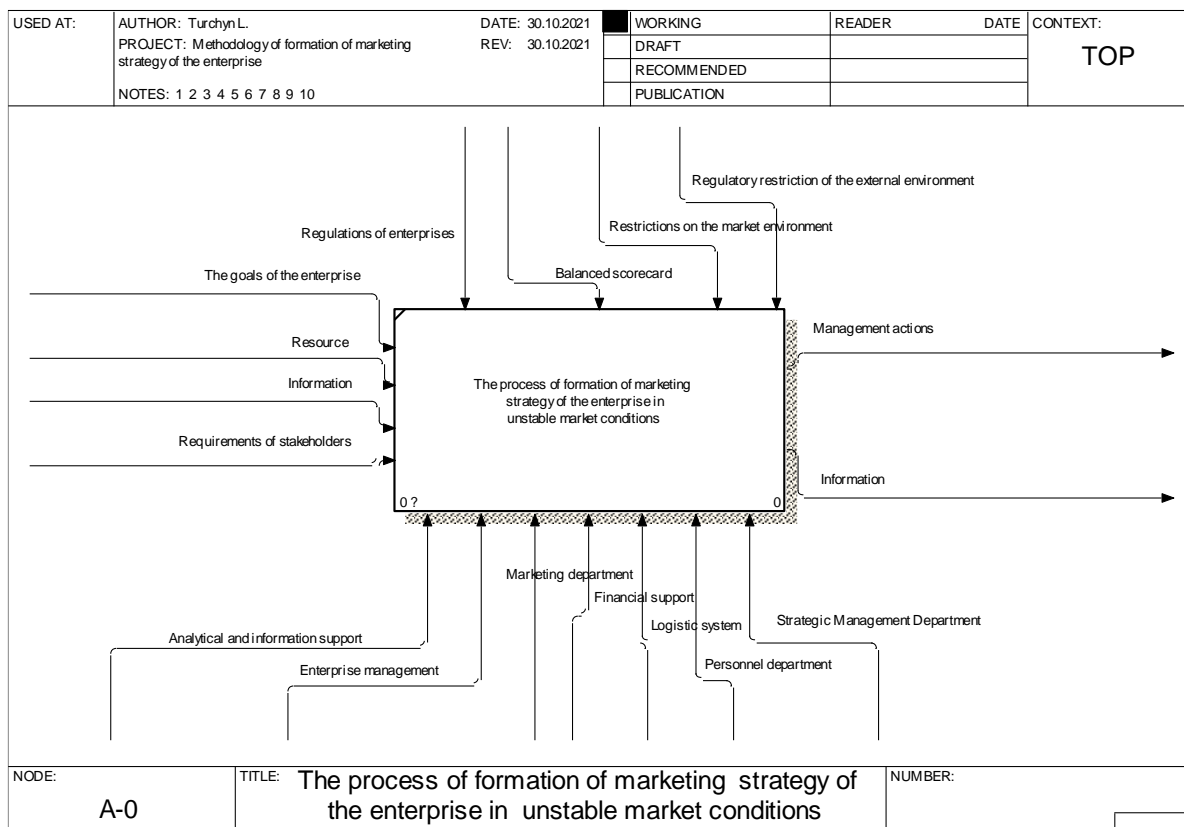 USED AT:
AUTHOR: Turchyn L.
DATE: 30.10.2021
WORKING
READER
DATE
CONTEXT:
PROJECT: Methodology of formation of marketing
strategy of the enterprise
REV: 30.10.2021
DRAFT
TOP
RECOMMENDED
NOTES: 1 2 3 4 5 6 7 8 9 10
PUBLICATION
Regulatory restriction of the external environment
Restrictions on the market environment
Regulations of enterprises
Balanced scorecard
The goals of the enterprise
Resource
Information
Requirements of stakeholders
The process of formation of marketing
strategy of the enterprise in
unstable market conditions
0 ?
0
Management actions
Information
Marketing department
Financial support
Logistic system
Strategic Management Department
Analytical and information support
Enterprise management
Personnel department
NODE:
A-0
TITLE:
The process of formation of marketing strategy of
the enterprise in unstable market conditions
NUMBER: